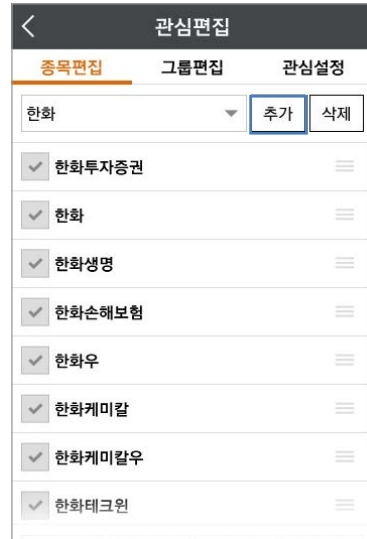 관심편집
종목편집 그룹편집 관심설정
한화 추가 삭제
한화투자증권
한화
한화생명
한화손해보험
한화우
한화케미칼
한화케미칼우
한화테크윈